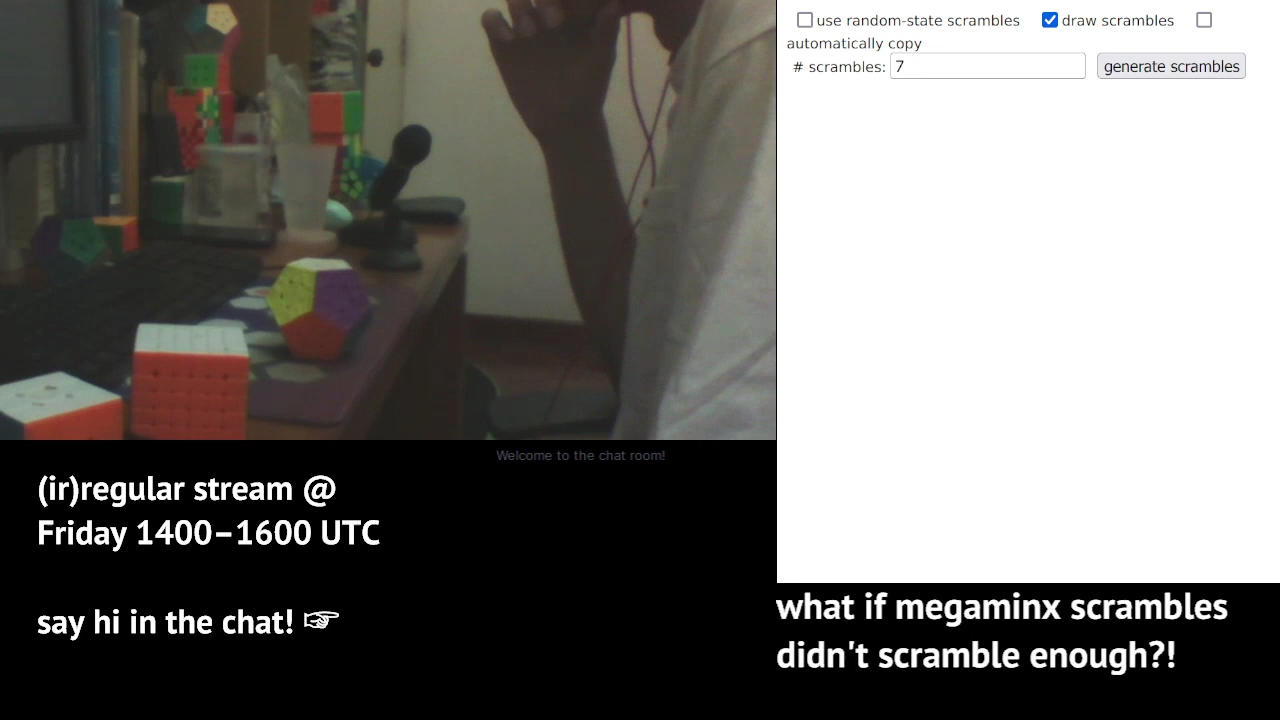 use random-state scrambles draw scrambles
automatically copy
# scrambles: 7 generate scrambles
Welcome to the chat room!
(ir)regular stream @
Friday 1400–1600 UTC
say hi in the chat! ☞
what if megaminx scrambles
didn't scramble enough?!